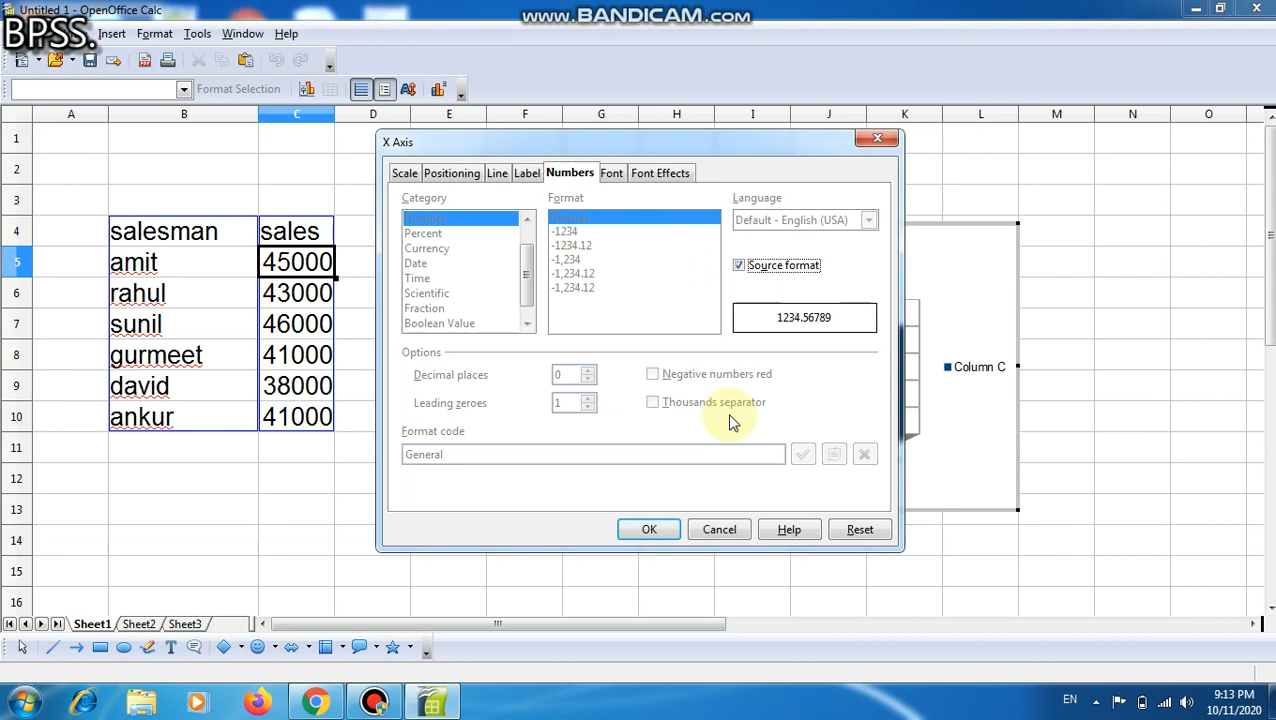 Untitled 1 - OpenOffice Calc
www.BANDICAM.com
BPSS.
Insert Format Tools Window Help
Format Selection
A B C D E F G H I J K L M N O
1
2
3
4 salesman sales
5 amit 45000
6 rahul 43000
7 sunil 46000
8 gurmeet 41000
9 david 38000
10 ankur 41000
11
12
13
14
15
16
X Axis
Scale Positioning Line Label Numbers Font Font Effects
Category Format Language
Number General Default - English (USA)
Percent -1234
Currency -1234.12
Date -1,234 Source format
Time -1,234.12
Scientific -1,234.12
Fraction 1234.56789
Boolean Value
Options
Decimal places 0 Negative numbers red
Leading zeroes 1 Thousands separator
Format code
General
OK Cancel Help Reset
Column C
Sheet1 Sheet2 Sheet3
T
EN 9:13 PM
10/11/2020